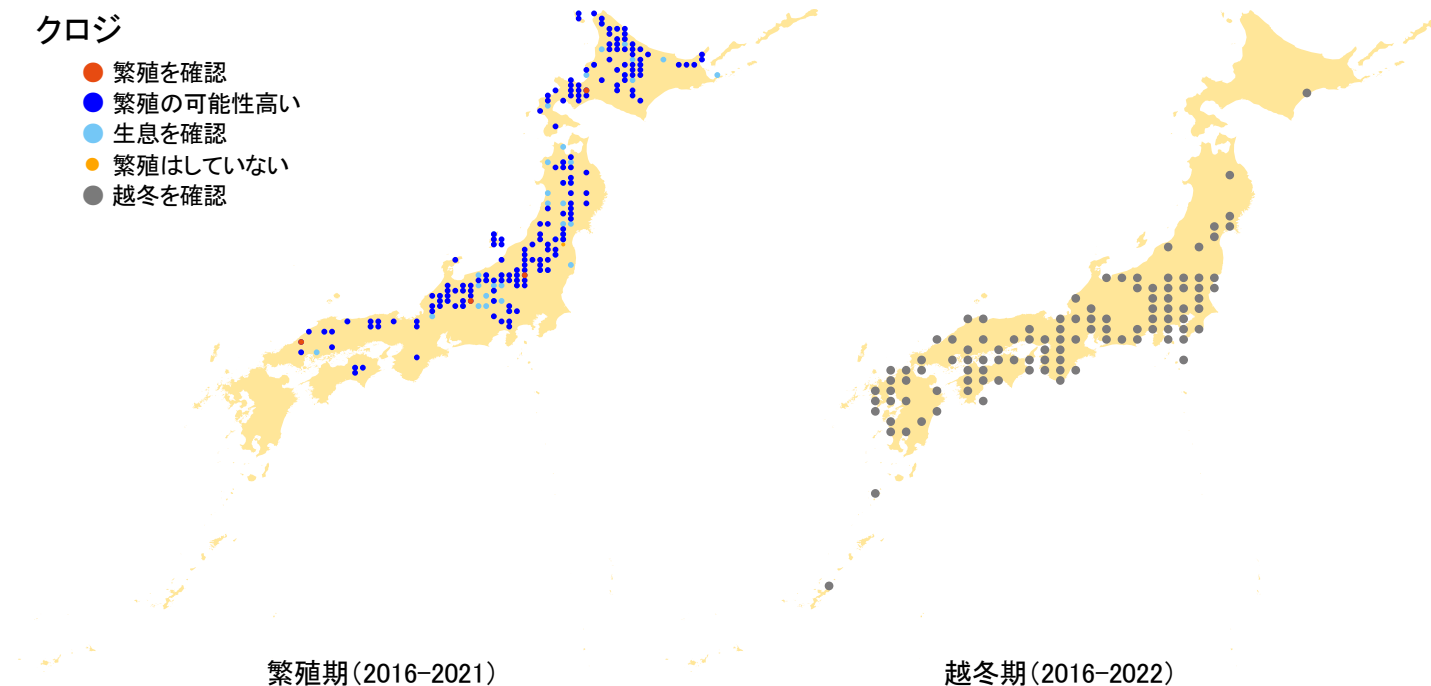 クロジ
繁殖を確認
繁殖の可能性高い
生息を確認
繁殖はしていない
越冬を確認
繁殖期（2016-2021）
越冬期（2016-2022）